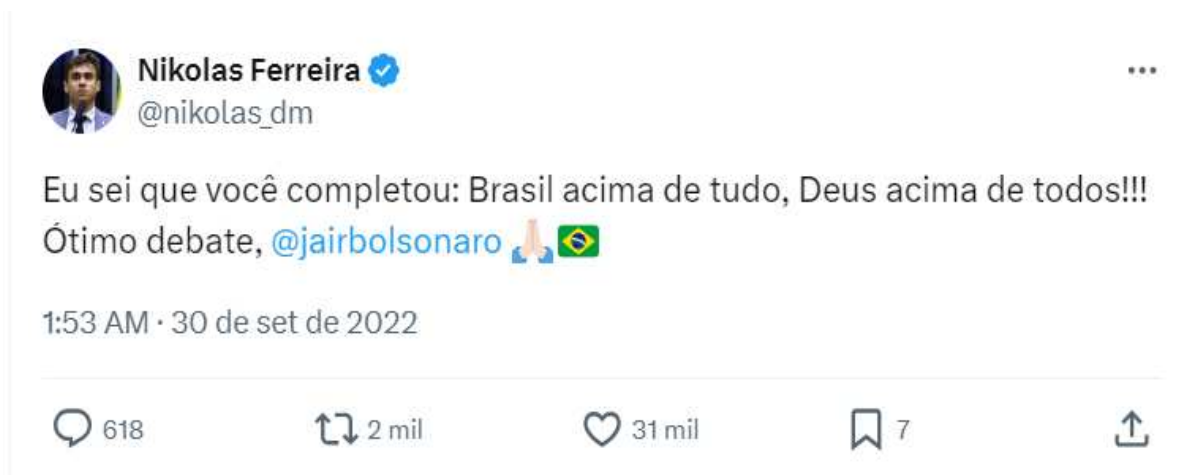 Nikolas Ferreira
@nikolas_dm
Eu sei que você completou: Brasil acima de tudo, Deus acima de todos!!!
Ótimo debate, @jairbolsonaro 🙏🏻🇧🇷
1:53 AM · 30 de set de 2022
618 2 mil 31 mil 7